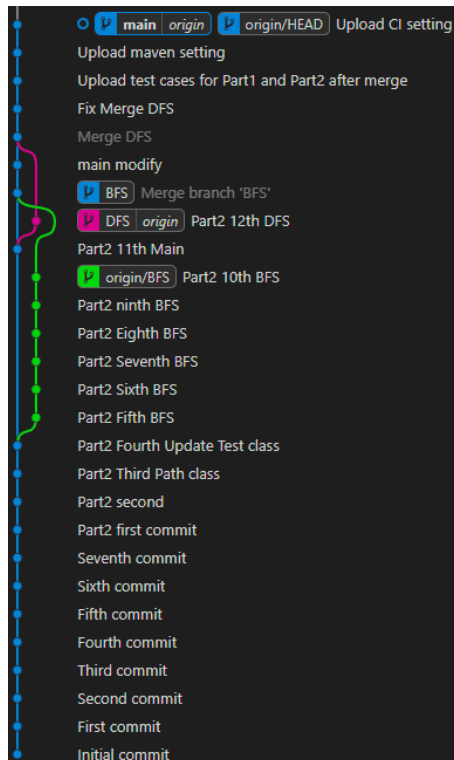 main origin origin/HEAD Upload CI setting
Upload maven setting
Upload test cases for Part1 and Part2 after merge
Fix Merge DFS
Merge DFS
main modify
BFS Merge branch 'BFS'
DFS origin Part2 12th DFS
Part2 11th Main
origin/BFS Part2 10th BFS
Part2 ninth BFS
Part2 Eighth BFS
Part2 Seventh BFS
Part2 Sixth BFS
Part2 Fifth BFS
Part2 Fourth Update Test class
Part2 Third Path class
Part2 second
Part2 first commit
Seventh commit
Sixth commit
Fifth commit
Fourth commit
Third commit
Second commit
First commit
Initial commit